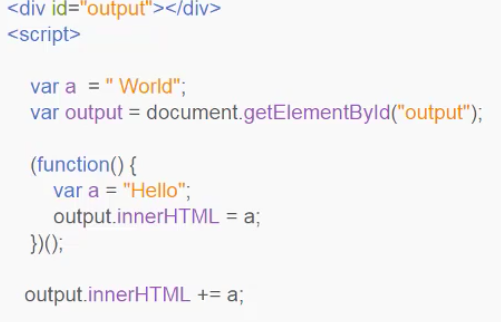 <div id="output"></div>
<script>
var a  = " World";
var output = document.getElementById("output");
(function() {
var a = "Hello";
output.innerHTML = a;
})();
output.innerHTML += a;